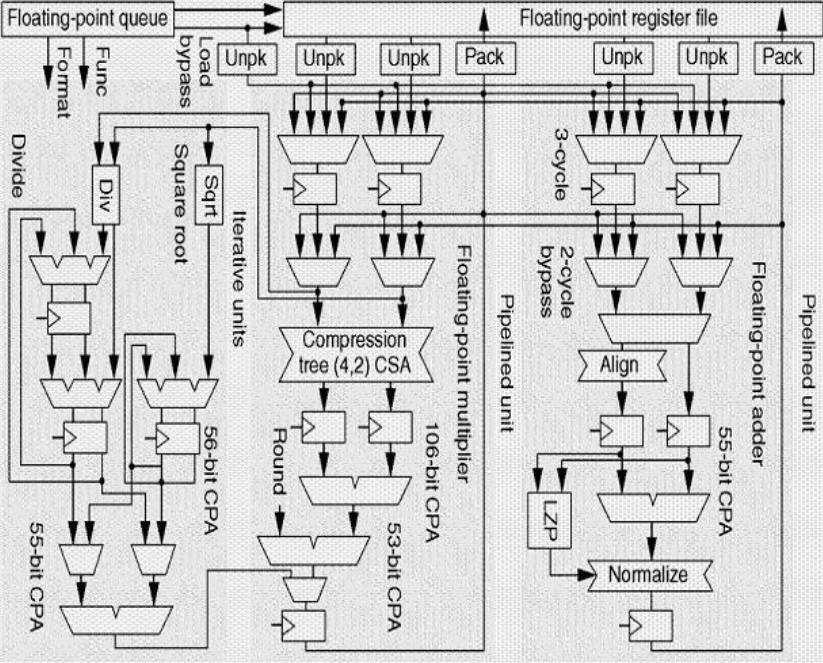 Floating-point queue
Floating-point register file
Format
Func
Load
bypass
Unpk
Unpk
Unpk
Pack
Unpk
Unpk
Pack
Divide
Div
Square root
Sqrt
Iterative units
3-cycle
2-cycle
bypass
Compression
tree (4,2) CSA
Floating-point multiplier
Pipelined unit
Align
Floating-point adder
Pipelined unit
56-bit CPA
Round
106-bit CPA
55-bit CPA
LZP
55-bit CPA
53-bit CPA
Normalize